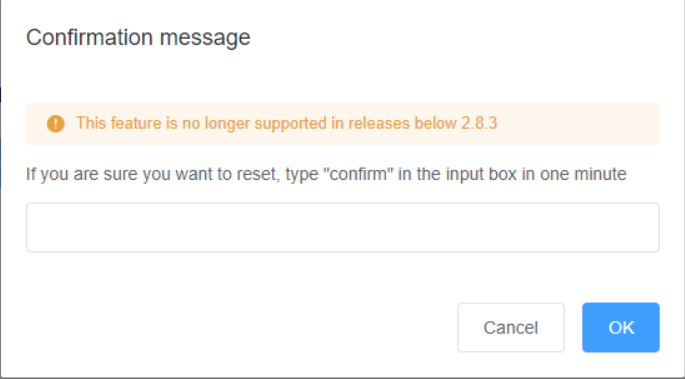 Confirmation message
This feature is no longer supported in releases below 2.8.3
If you are sure you want to reset, type "confirm" in the input box in one minute
Cancel
OK